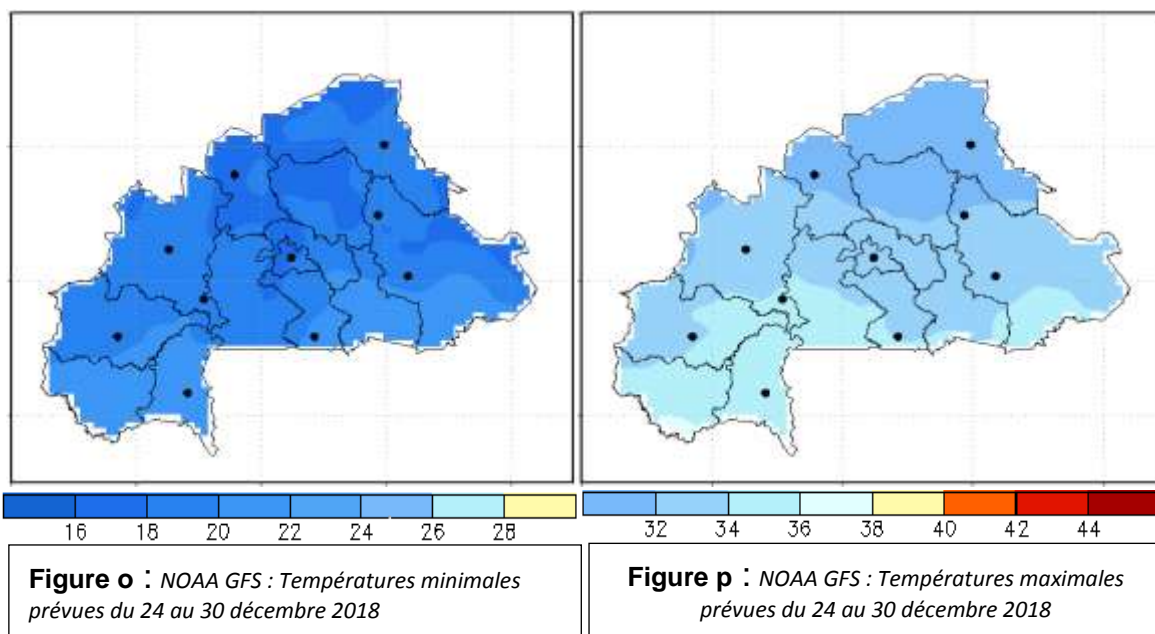 16 18 20 22 24 26 28
32 34 36 38 40 42 44
Figure o : NOAA GFS : Températures minimales
prévues du 24 au 30 décembre 2018
Figure p : NOAA GFS : Températures maximales
prévues du 24 au 30 décembre 2018